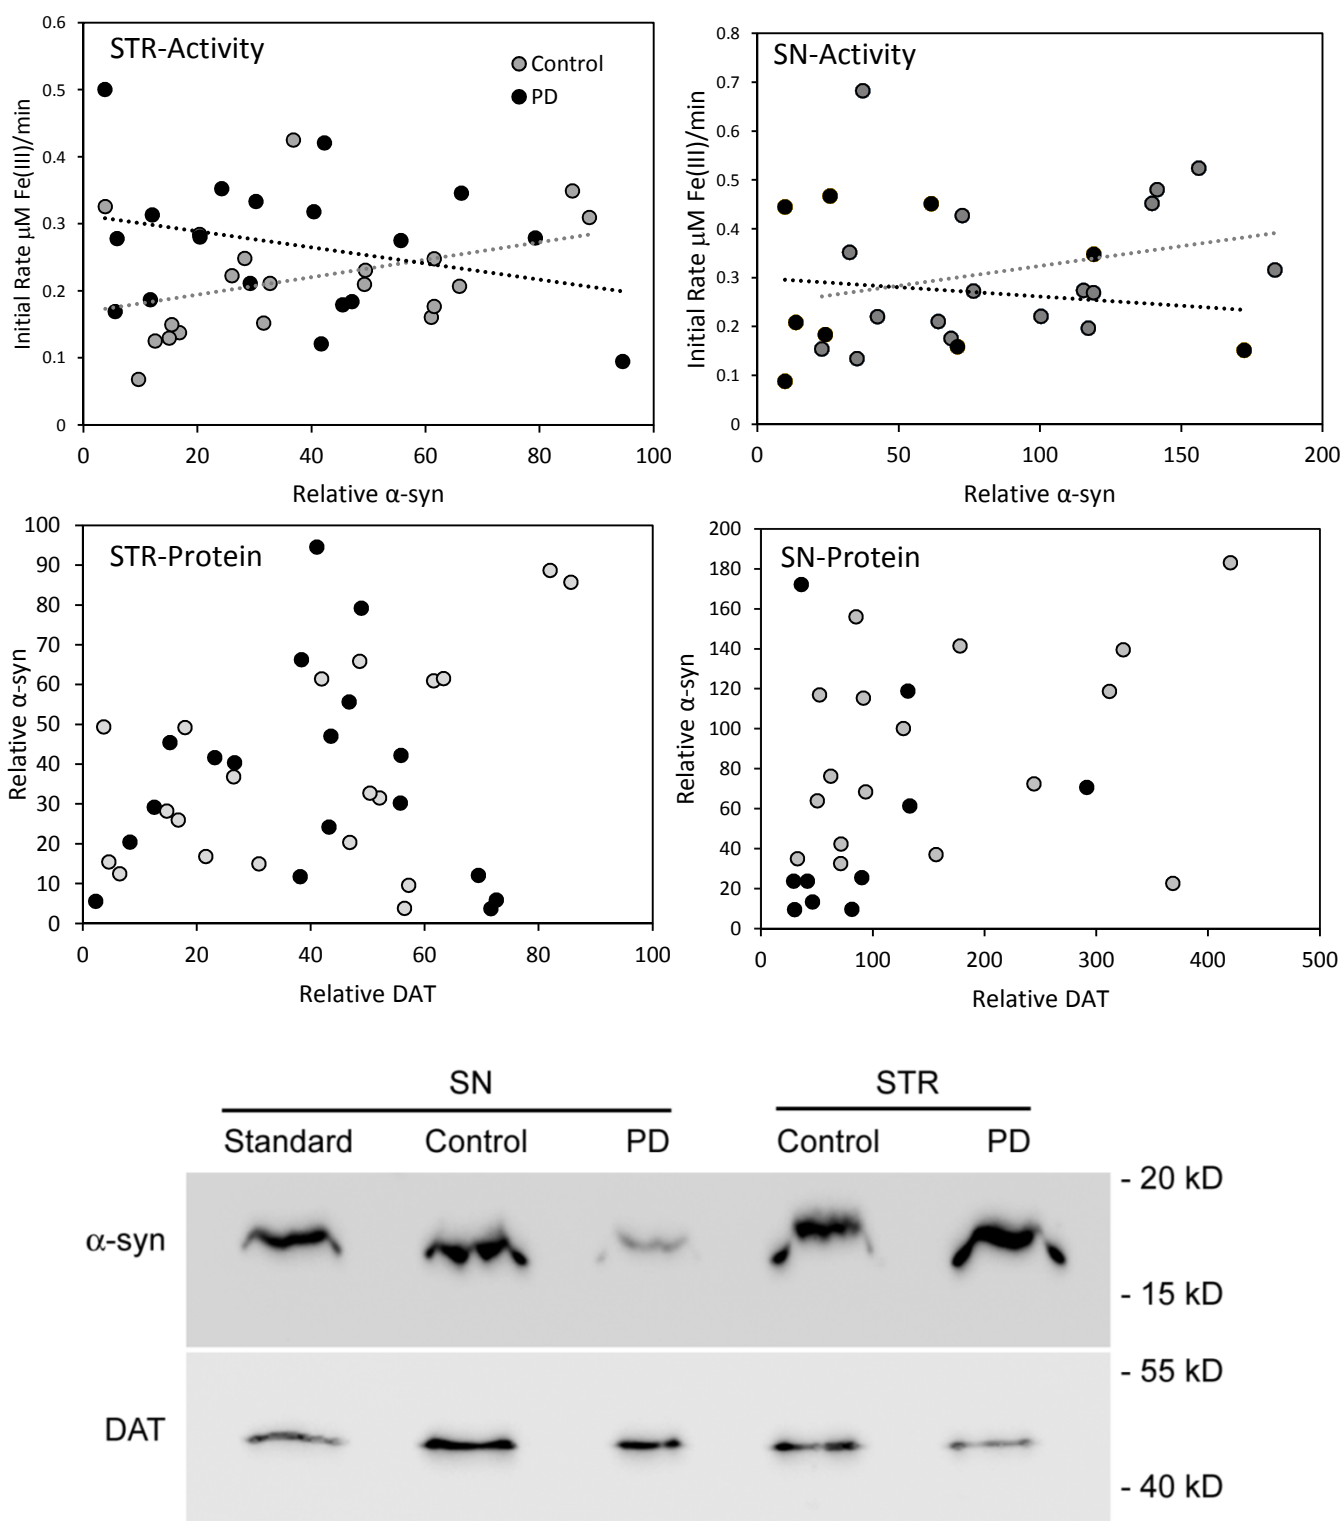 STR-Activity
Control
PD
Initial Rate µM Fe(III)/min
0.6
0.5
0.4
0.3
0.2
0.1
0
0 20 40 60 80 100
Relative α-syn
SN-Activity
Initial Rate µM Fe(III)/min
0.8
0.7
0.6
0.5
0.4
0.3
0.2
0.1
0
0 50 100 150 200
Relative α-syn
STR-Protein
Relative α-syn
100
90
80
70
60
50
40
30
20
10
0
0 20 40 60 80 100
Relative DAT
SN-Protein
Relative α-syn
200
180
160
140
120
100
80
60
40
20
0
0 100 200 300 400 500
Relative DAT
SN STR
Standard Control PD Control PD
- 20 kD
α-syn
- 15 kD
- 55 kD
DAT
- 40 kD